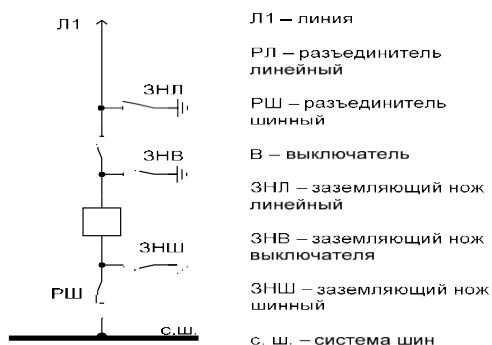 Л1
ЗНЛ
ЗНВ
ЗНШ
РШ
с.ш.
Л1 – линия
РЛ – разъединитель
линейный
РШ – разъединитель
шинный
В – выключатель
ЗНЛ – заземляющий нож
линейный
ЗНВ – заземляющий нож
выключателя
ЗНШ – заземляющий нож
шинный
с. ш. – система шин